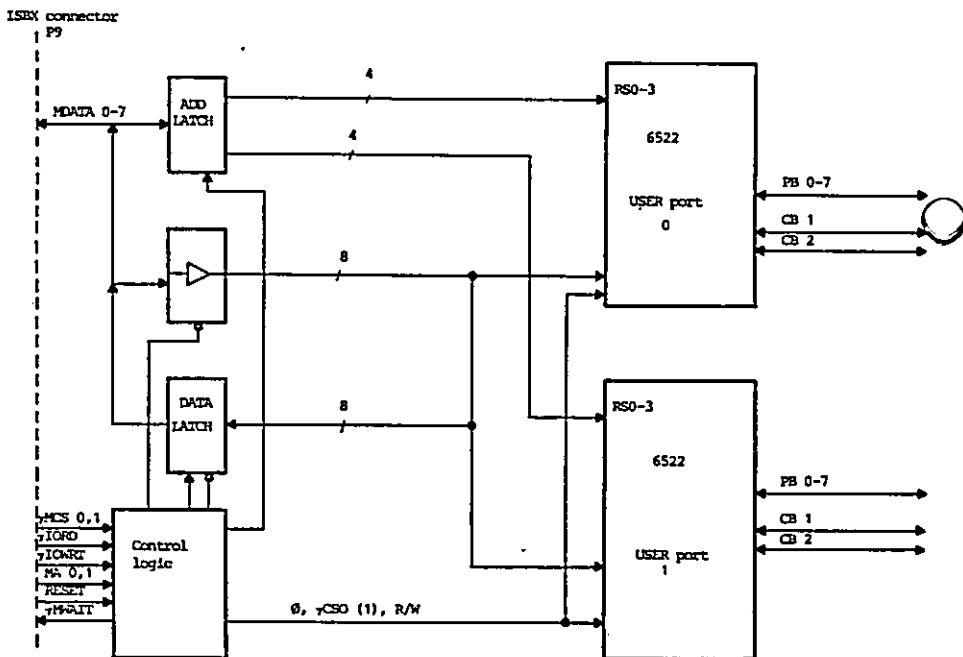 ISBX connector
P9
MDATA 0-7
ADD
LATCH
4
4
RS0-3
6522
USER port
0
PB 0-7
CB 1
CB 2
8
DATA
LATCH
8
RS0-3
6522
USER port
1
PB 0-7
CB 1
CB 2
┐MCS 0,1
┐IORD
┐IOWRT
MA 0,1
RESET
┐MWAIT
Control
logic
Ø, ┐CS0 (1), R/W